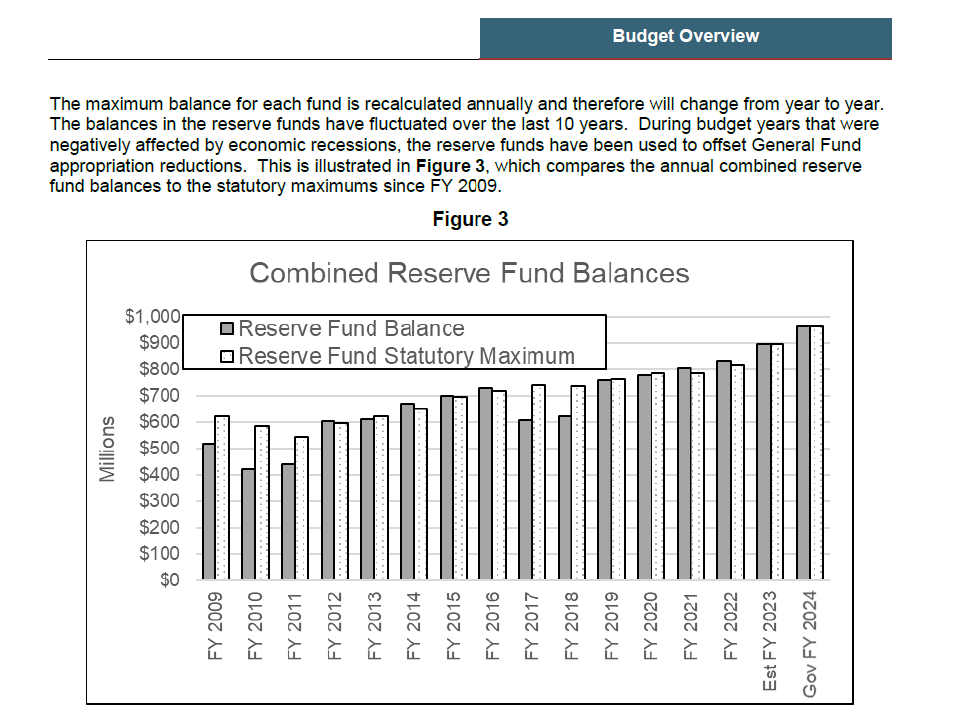 Budget Overview
The maximum balance for each fund is recalculated annually and therefore will change from year to year.
The balances in the reserve funds have fluctuated over the last 10 years.  During budget years that were
negatively affected by economic recessions, the reserve funds have been used to offset General Fund
appropriation reductions.  This is illustrated in Figure 3, which compares the annual combined reserve
fund balances to the statutory maximums since FY 2009.
Figure 3
Combined Reserve Fund Balances
Reserve Fund Balance
Reserve Fund Statutory Maximum
Millions
$1,000
$900
$800
$700
$600
$500
$400
$300
$200
$100
$0
FY 2009
FY 2010
FY 2011
FY 2012
FY 2013
FY 2014
FY 2015
FY 2016
FY 2017
FY 2018
FY 2019
FY 2020
FY 2021
FY 2022
Est FY 2023
Gov FY 2024